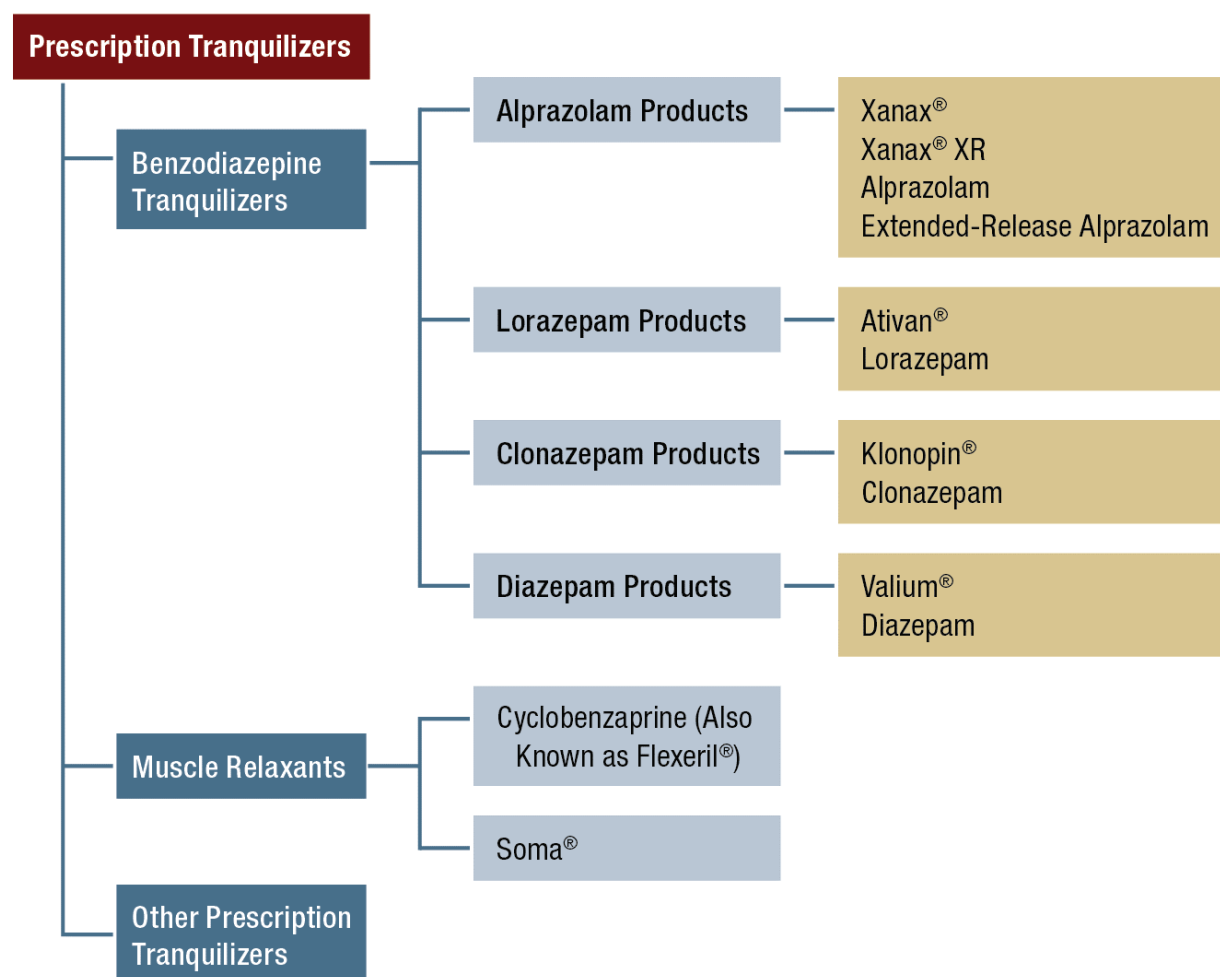 Prescription Tranquilizers
Benzodiazepine
Tranquilizers
Alprazolam Products
Xanax®
Xanax® XR
Alprazolam
Extended-Release Alprazolam
Lorazepam Products
Ativan®
Lorazepam
Clonazepam Products
Klonopin®
Clonazepam
Diazepam Products
Valium®
Diazepam
Muscle Relaxants
Cyclobenzaprine (Also
Known as Flexeril®)
Soma®
Other Prescription
Tranquilizers